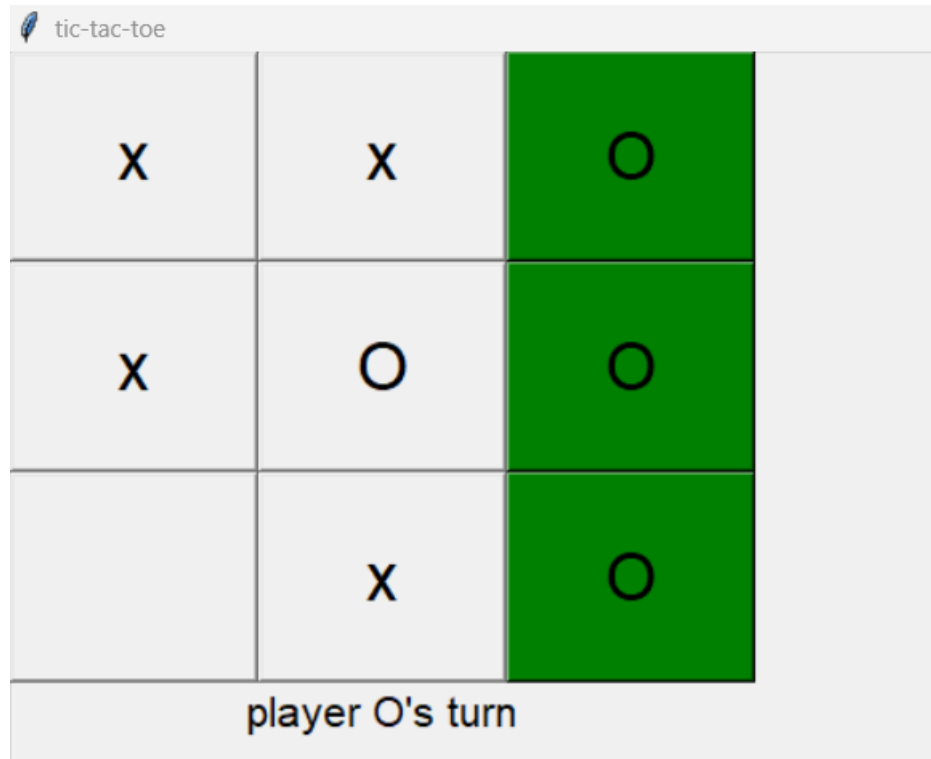 tic-tac-toe
x x O
x O O
x O
player O's turn